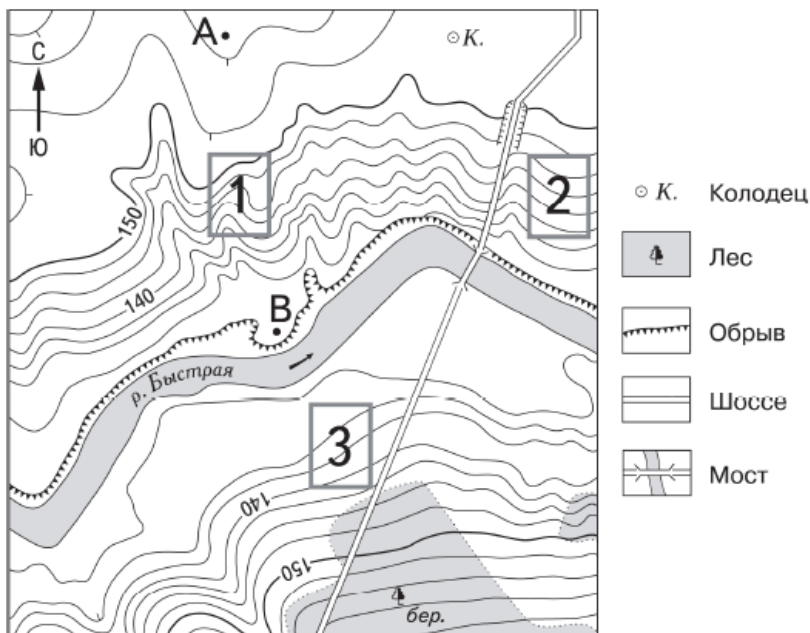 А
К.
С
Ю
1
2
150
140
В
р. Быстрая
3
140
150
бер.
К. Колодец
Лес
Обрыв
Шоссе
Мост